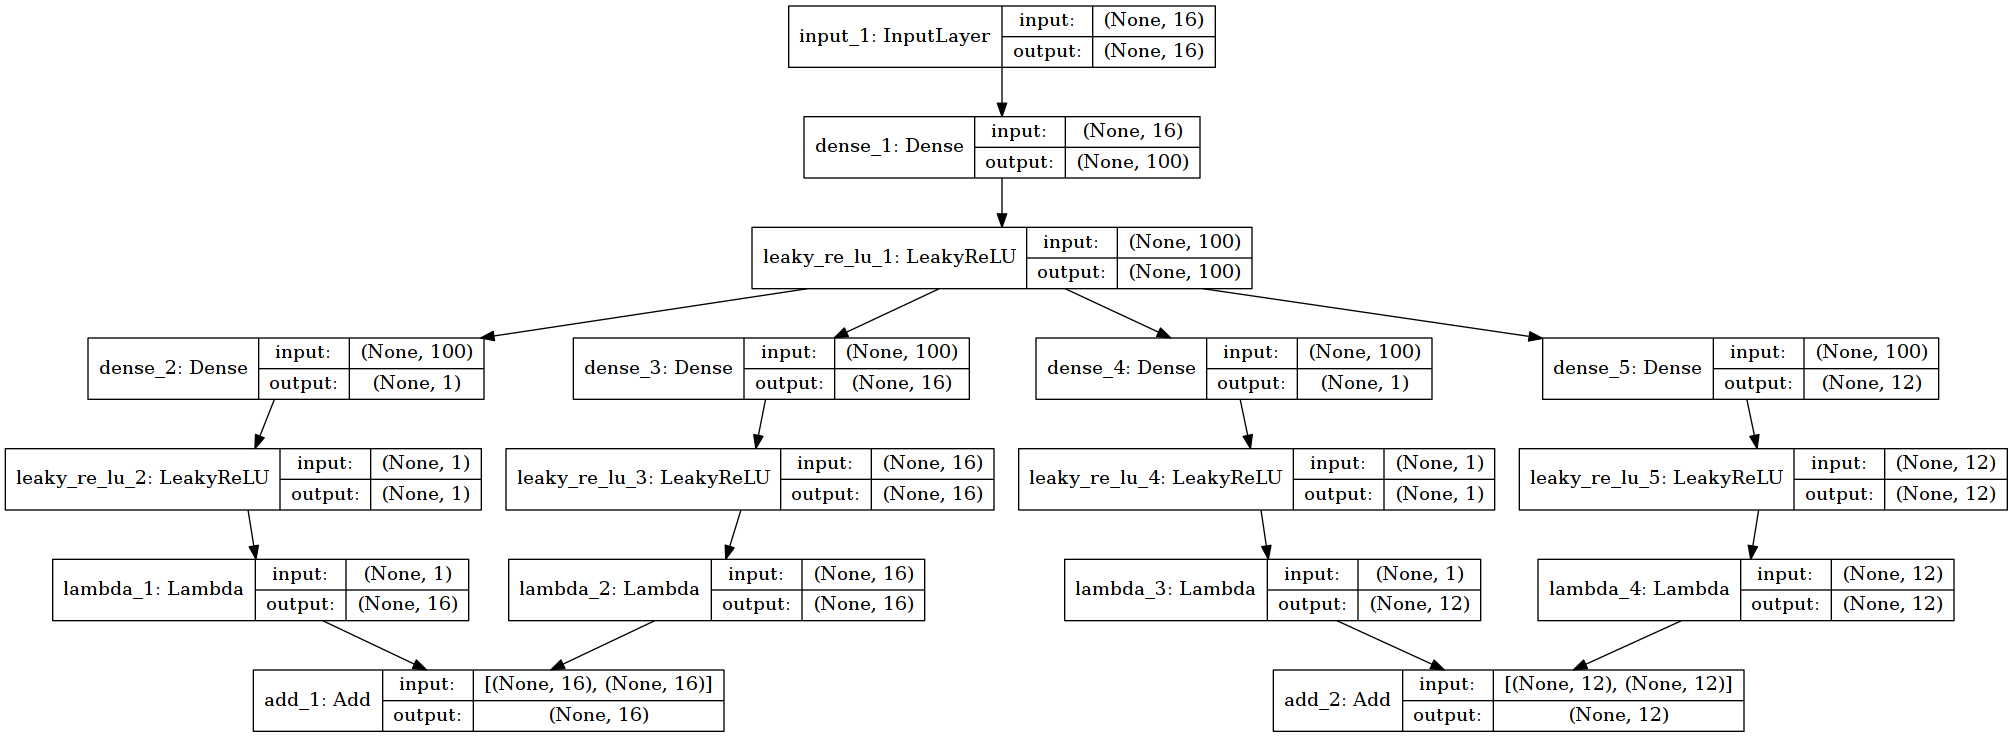 input_1: InputLayer
input:
(None, 16)
output:
(None, 16)
dense_1: Dense
input:
(None, 16)
output:
(None, 100)
leaky_re_lu_1: LeakyReLU
input:
(None, 100)
output:
(None, 100)
dense_2: Dense
input:
(None, 100)
output:
(None, 1)
dense_3: Dense
input:
(None, 100)
output:
(None, 16)
dense_4: Dense
input:
(None, 100)
output:
(None, 1)
dense_5: Dense
input:
(None, 100)
output:
(None, 12)
leaky_re_lu_2: LeakyReLU
input:
(None, 1)
output:
(None, 1)
leaky_re_lu_3: LeakyReLU
input:
(None, 16)
output:
(None, 16)
leaky_re_lu_4: LeakyReLU
input:
(None, 1)
output:
(None, 1)
leaky_re_lu_5: LeakyReLU
input:
(None, 12)
output:
(None, 12)
lambda_1: Lambda
input:
(None, 1)
output:
(None, 16)
lambda_2: Lambda
input:
(None, 16)
output:
(None, 16)
lambda_3: Lambda
input:
(None, 1)
output:
(None, 12)
lambda_4: Lambda
input:
(None, 12)
output:
(None, 12)
add_1: Add
input:
[(None, 16), (None, 16)]
output:
(None, 16)
add_2: Add
input:
[(None, 12), (None, 12)]
output:
(None, 12)